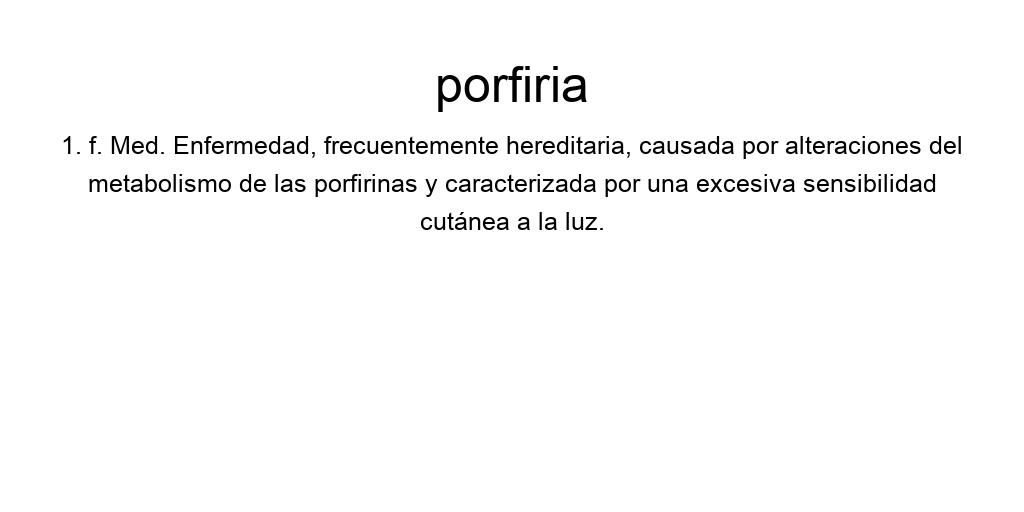 porfiria
1. f. Med. Enfermedad, frecuentemente hereditaria, causada por alteraciones del
metabolismo de las porfirinas y caracterizada por una excesiva sensibilidad
cutánea a la luz.